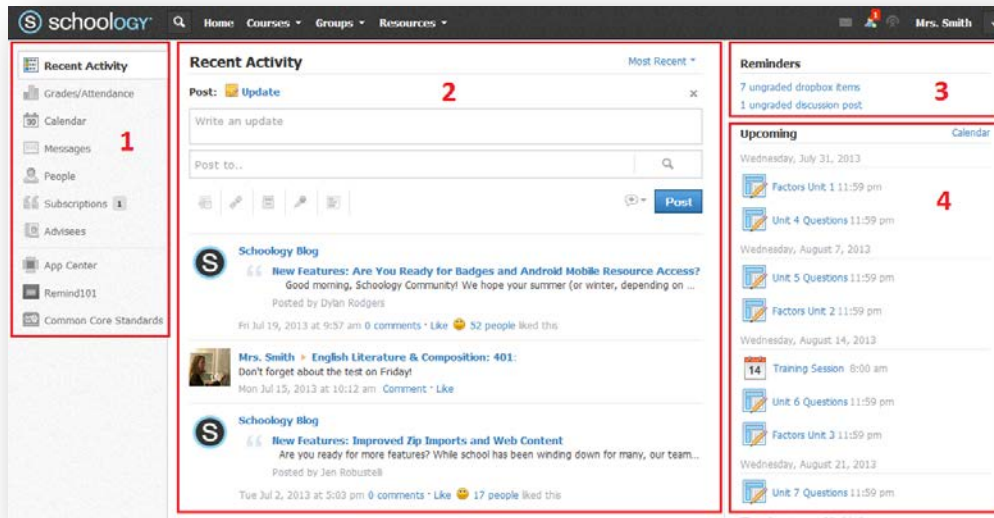 S schoology Home Courses Groups Resources 1 Mrs. Smith
Recent Activity
Grades/Attendance
30 Calendar
Messages
People
Subscriptions 1
Advisees
App Center
Remind101
Common Core Standards
1
Recent Activity Most Recent
Post: Update
2
Write an update
Post to..
Post
S Schoology Blog
New Features: Are You Ready for Badges and Android Mobile Resource Access?
Good morning, Schoology Community! We hope your summer (or winter, depending on ...
Posted by Dylan Rodgers
Fri Jul 19, 2013 at 9:57 am 0 comments · Like 52 people liked this
Mrs. Smith ▸ English Literature & Composition: 401:
Don't forget about the test on Friday!
Mon Jul 15, 2013 at 10:12 am Comment · Like
S Schoology Blog
New Features: Improved Zip Imports and Web Content
Are you ready for more features? While school has been winding down for many, our team...
Posted by Jen Robustelli
Tue Jul 2, 2013 at 5:03 pm 0 comments · Like 17 people liked this
Reminders
7 ungraded dropbox items
1 ungraded discussion post
3
Upcoming Calendar
Wednesday, July 31, 2013
Factors Unit 1 11:59 pm
4
Unit 4 Questions 11:59 pm
Wednesday, August 7, 2013
Unit 5 Questions 11:59 pm
Factors Unit 2 11:59 pm
Wednesday, August 14, 2013
14 Training Session 8:00 am
Unit 6 Questions 11:59 pm
Factors Unit 3 11:59 pm
Wednesday, August 21, 2013
Unit 7 Questions 11:59 pm